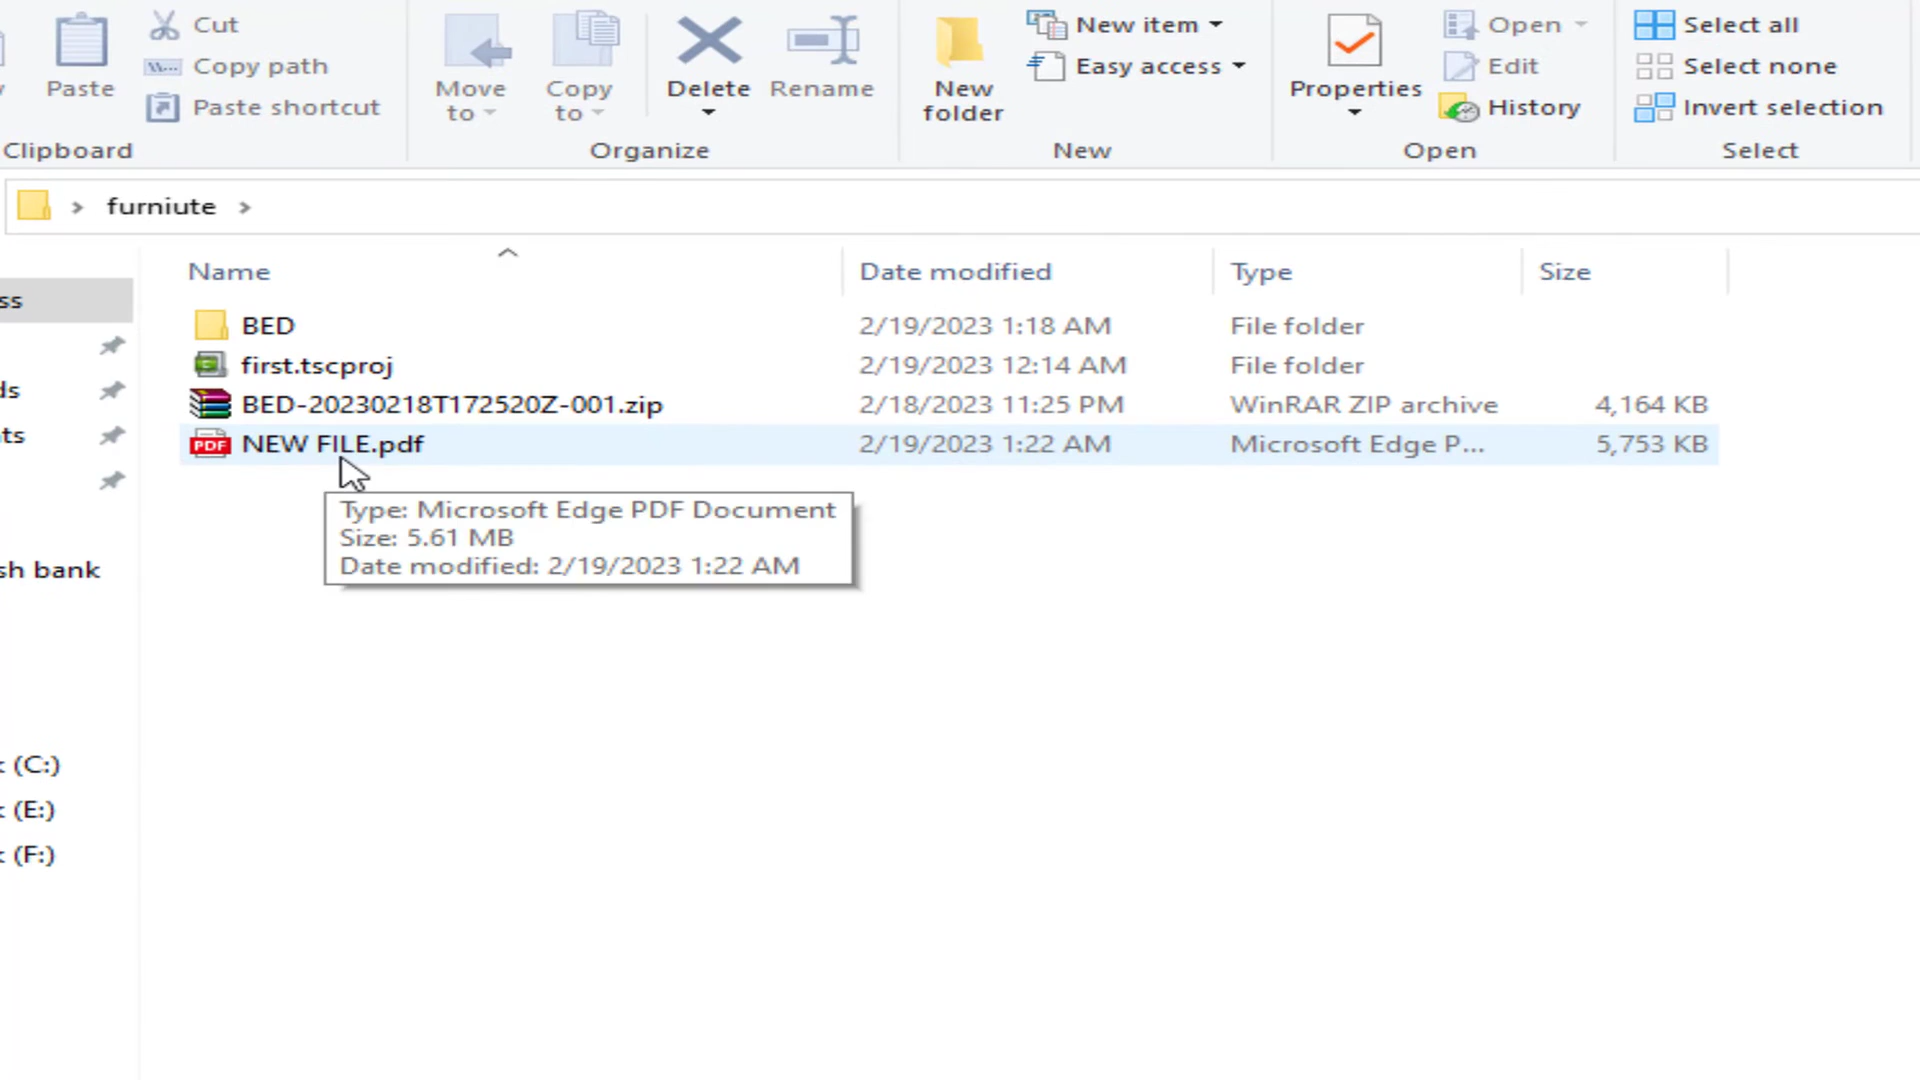 Cut
Copy path
Paste
Paste shortcut
Clipboard
Move to
Copy to
Delete
Rename
Organize
New folder
New item
Easy access
New
Properties
Open
Edit
History
Open
Select all
Select none
Invert selection
Select
furniute
Name
Date modified
Type
Size
BED 2/19/2023 1:18 AM File folder
first.tscproj 2/19/2023 12:14 AM File folder
BED-20230218T172520Z-001.zip 2/18/2023 11:25 PM WinRAR ZIP archive 4,164 KB
NEW FILE.pdf 2/19/2023 1:22 AM Microsoft Edge P... 5,753 KB
Type: Microsoft Edge PDF Document
Size: 5.61 MB
Date modified: 2/19/2023 1:22 AM
ss
ds
ts
sh bank
(C:)
(E:)
(F:)
PDF